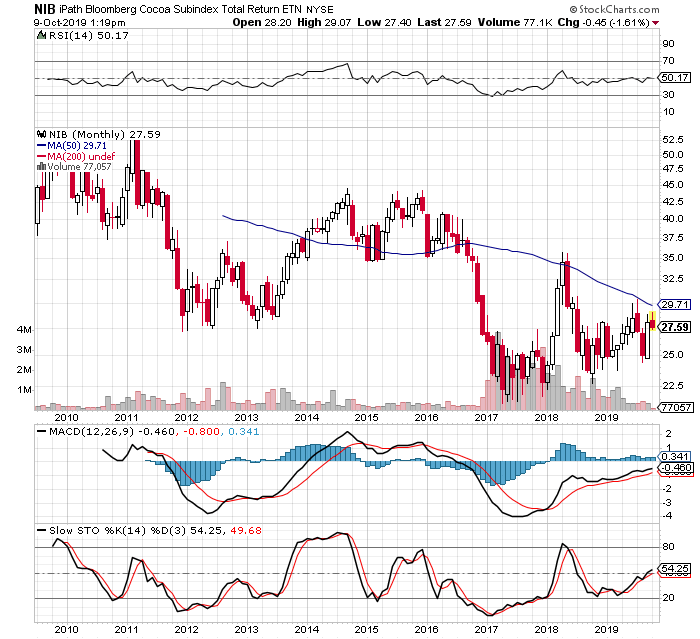 NIB iPath Bloomberg Cocoa Subindex Total Return ETN NYSE © StockCharts.com
9-Oct-2019 1:19pm Open 28.20 High 29.07 Low 27.40 Last 27.59 Volume 77.1K Chg -0.45 (-1.61%)
RSI(14) 50.17
90
70
50.17
30
10
NIB (Monthly) 27.59
MA(50) 29.71
MA(200) undef
Volume 77,057
52.5
50.0
47.5
45.0
42.5
40.0
37.5
35.0
32.5
29.71
27.59
25.0
22.5
77057
4M
3M
2M
1M
2010 2011 2012 2013 2014 2015 2016 2017 2018 2019
MACD(12,26,9) -0.460, -0.800, 0.341
2
1
0.341
-0.460
-2
-3
-4
Slow STO %K(14) %D(3) 54.25, 49.68
80
54.25
20
2010 2011 2012 2013 2014 2015 2016 2017 2018 2019